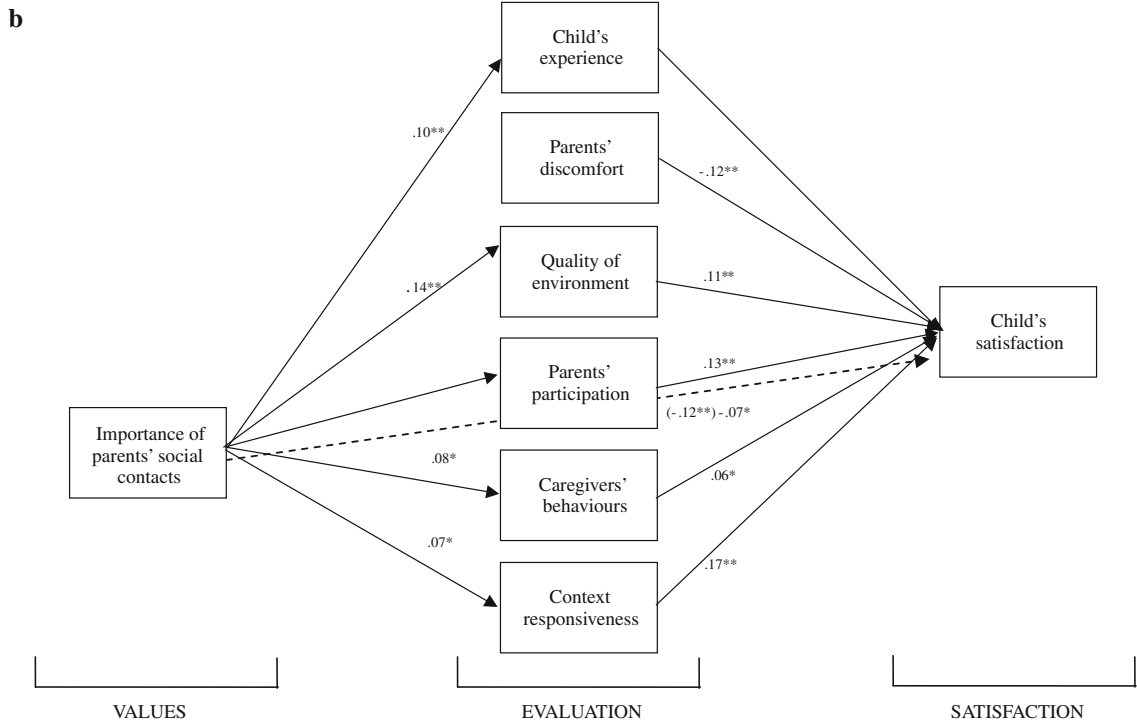 b
Child's
experience
.10**
Parents'
discomfort
-.12**
Quality of
environment
.14**
.11**
Child's
satisfaction
Parents'
participation
.13**
(-.12**) -.07*
Importance of
parents' social
contacts
.08*
Caregivers'
behaviours
.06*
.07*
Context
responsiveness
.17**
VALUES
EVALUATION
SATISFACTION